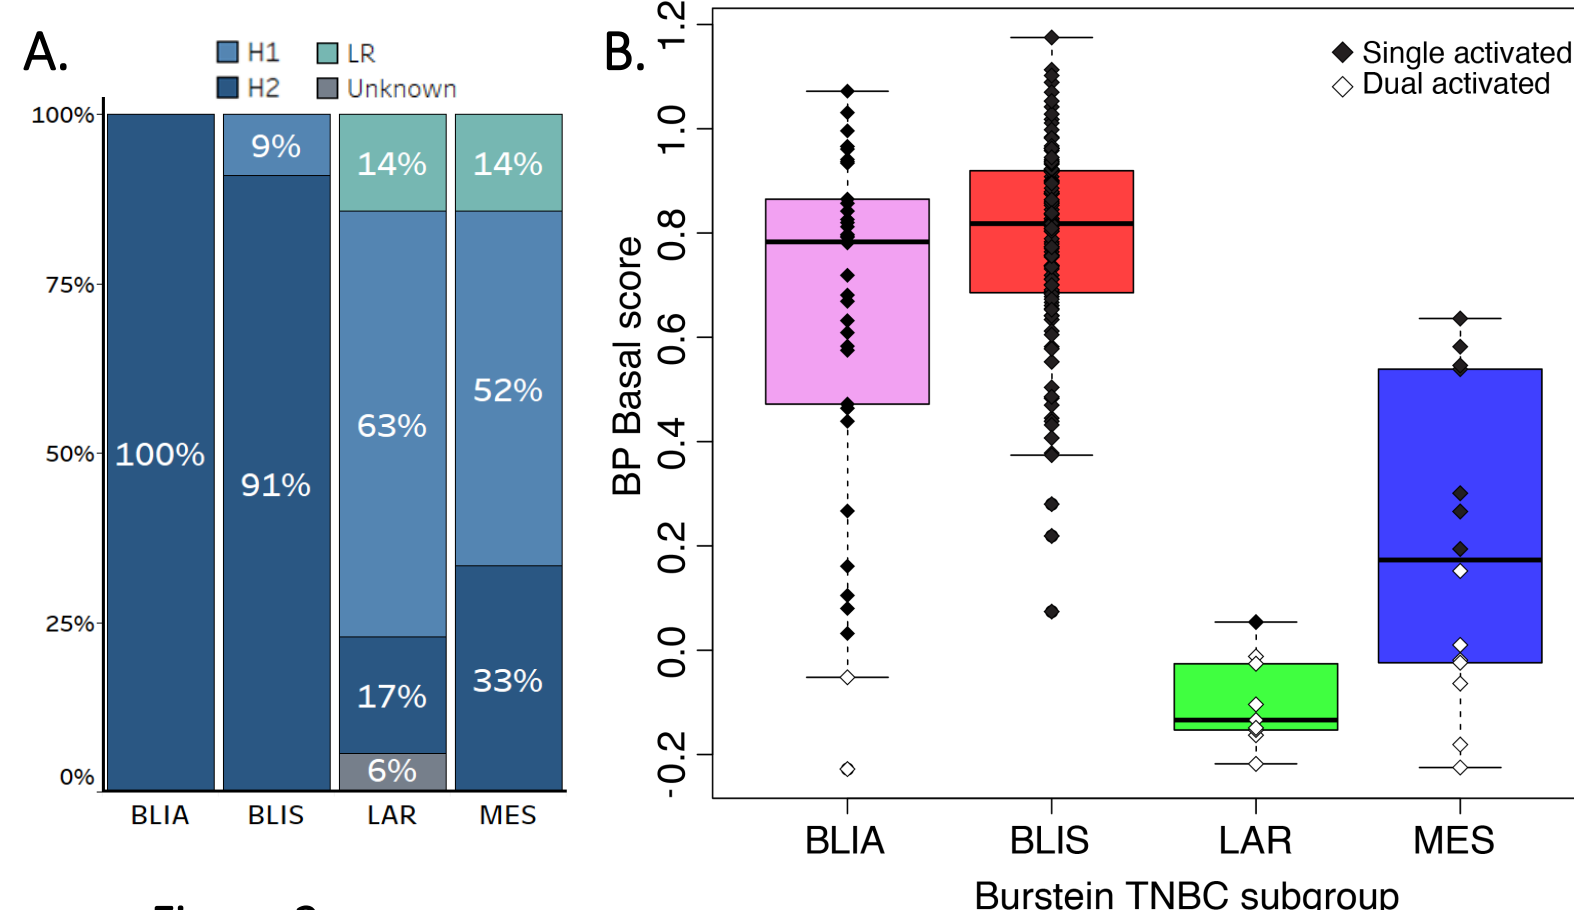 A.
H1
LR
H2
Unknown
100%
75%
50%
25%
0%
100%
9%
91%
14%
63%
17%
6%
14%
52%
33%
BLIA BLIS LAR MES
B.
Single activated
Dual activated
BP Basal score
1.2
1.0
0.8
0.6
0.4
0.2
0.0
-0.2
BLIA BLIS LAR MES
Burstein TNBC subgroup